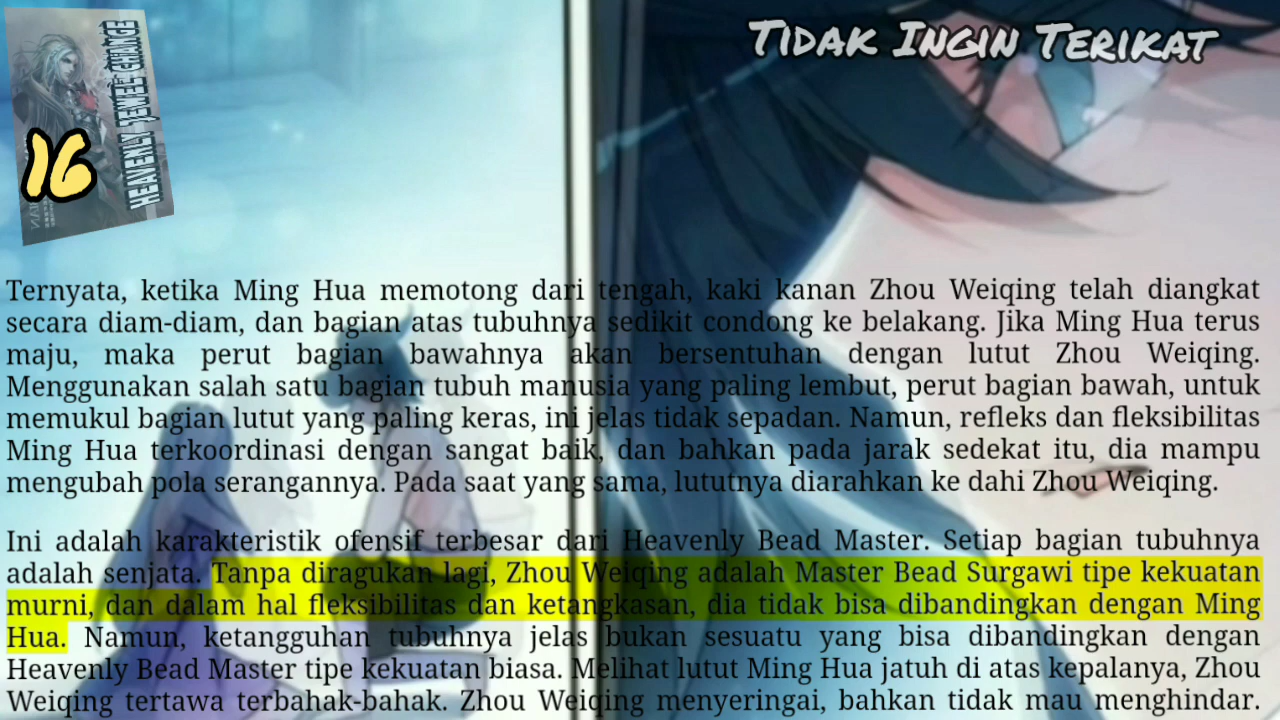 HEAVENLY JEWEL CHANGE
16
TIDAK INGIN TERIKAT
Ternyata, ketika Ming Hua memotong dari tengah, kaki kanan Zhou Weiqing telah diangkat
secara diam-diam, dan bagian atas tubuhnya sedikit condong ke belakang. Jika Ming Hua terus
maju, maka perut bagian bawahnya akan bersentuhan dengan lutut Zhou Weiqing.
Menggunakan salah satu bagian tubuh manusia yang paling lembut, perut bagian bawah, untuk
memukul bagian lutut yang paling keras, ini jelas tidak sepadan. Namun, refleks dan fleksibilitas
Ming Hua terkoordinasi dengan sangat baik, dan bahkan pada jarak sedekat itu, dia mampu
mengubah pola serangannya. Pada saat yang sama, lututnya diarahkan ke dahi Zhou Weiqing.
Ini adalah karakteristik ofensif terbesar dari Heavenly Bead Master. Setiap bagian tubuhnya
adalah senjata. Tanpa diragukan lagi, Zhou Weiqing adalah Master Bead Surgawi tipe kekuatan
murni, dan dalam hal fleksibilitas dan ketangkasan, dia tidak bisa dibandingkan dengan Ming
Hua. Namun, ketangguhan tubuhnya jelas bukan sesuatu yang bisa dibandingkan dengan
Heavenly Bead Master tipe kekuatan biasa. Melihat lutut Ming Hua jatuh di atas kepalanya, Zhou
Weiqing tertawa terbahak-bahak. Zhou Weiqing menyeringai, bahkan tidak mau menghindar.